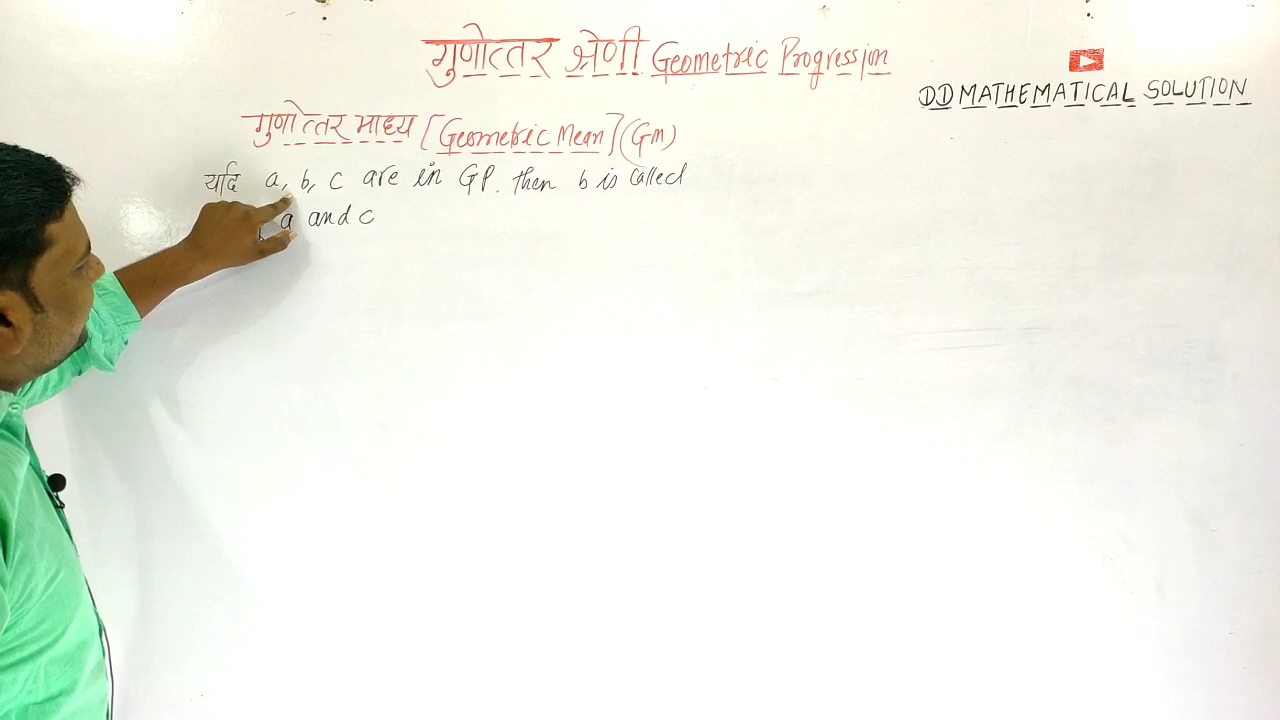 गुणोत्तर श्रेणी Geometric Progression
DD MATHEMATICAL SOLUTION
गुणोत्तर माध्य [Geometric Mean] (GM)
यदि a, b, c are in GP. then b is called
a and c